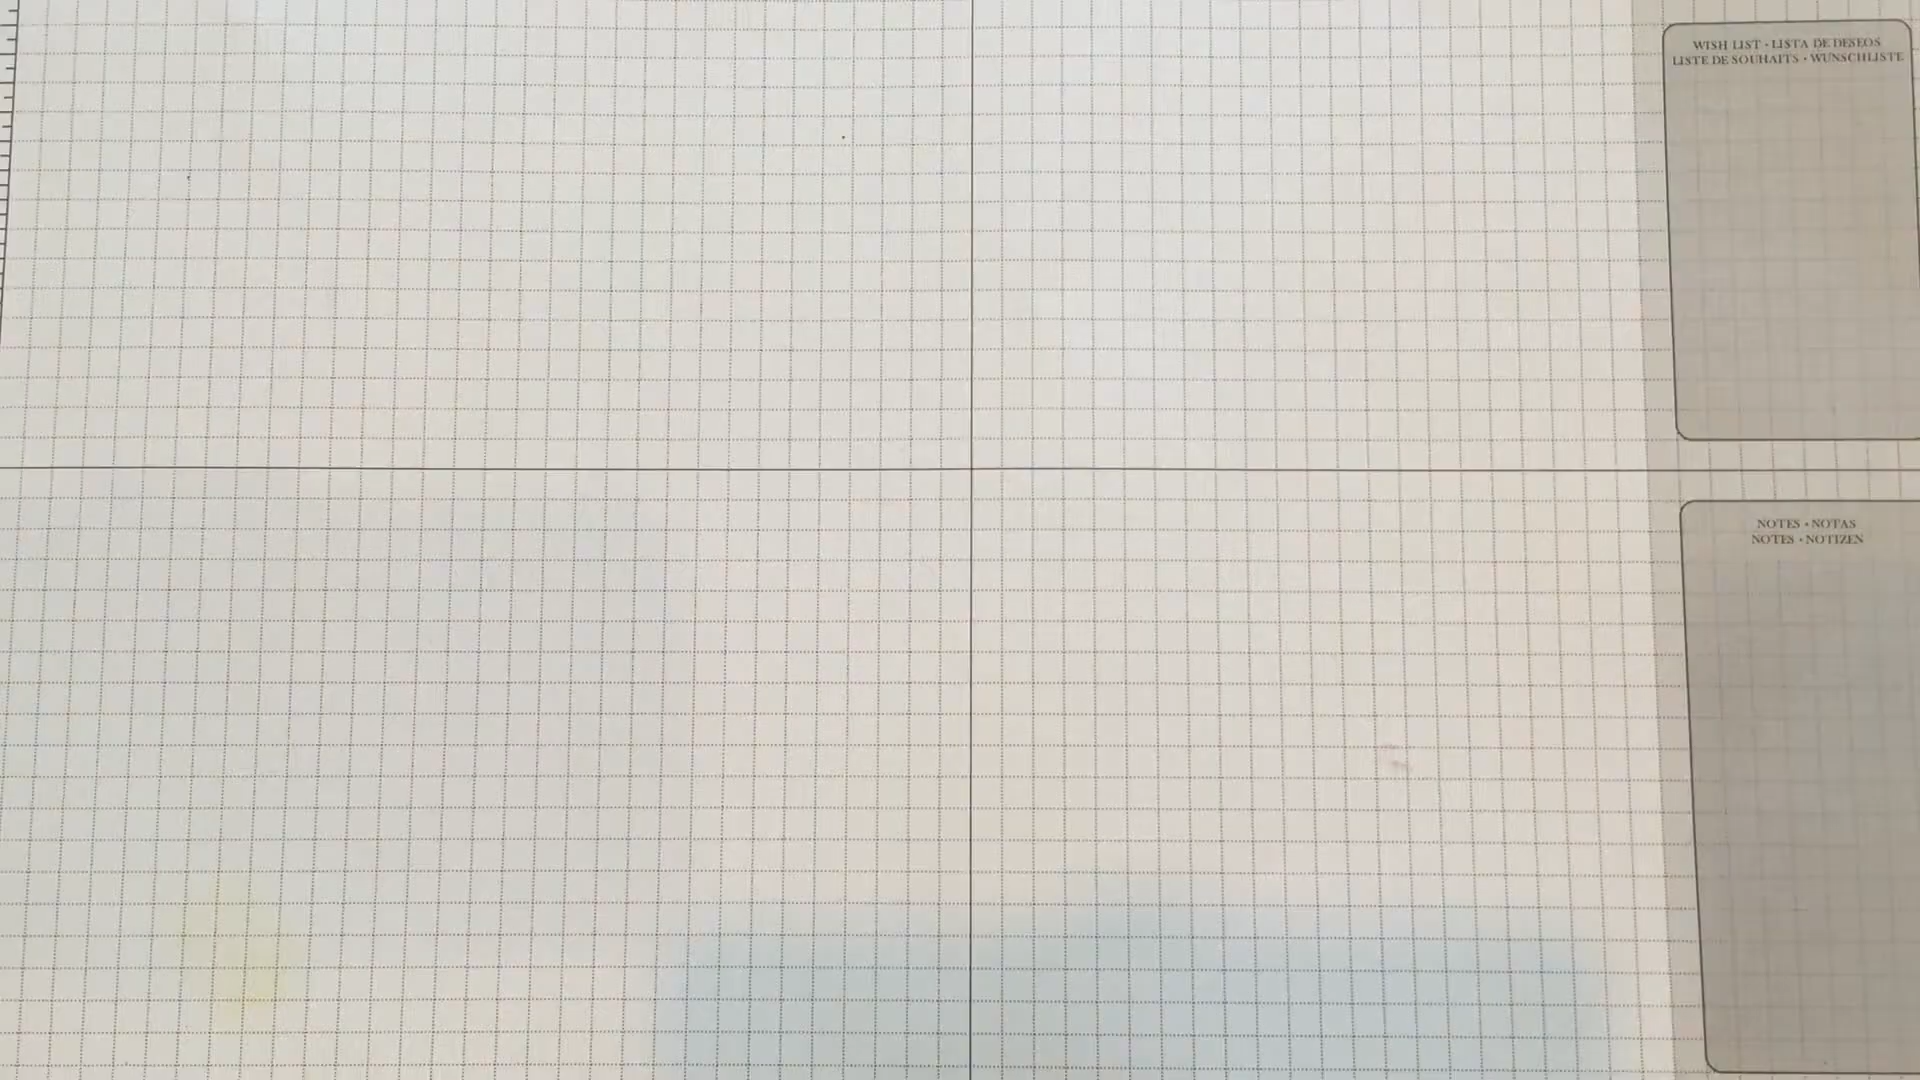 WISH LIST • LISTA DE DESEOS
LISTE DE SOUHAITS • WUNSCHLISTE
NOTES • NOTAS
NOTES • NOTIZEN